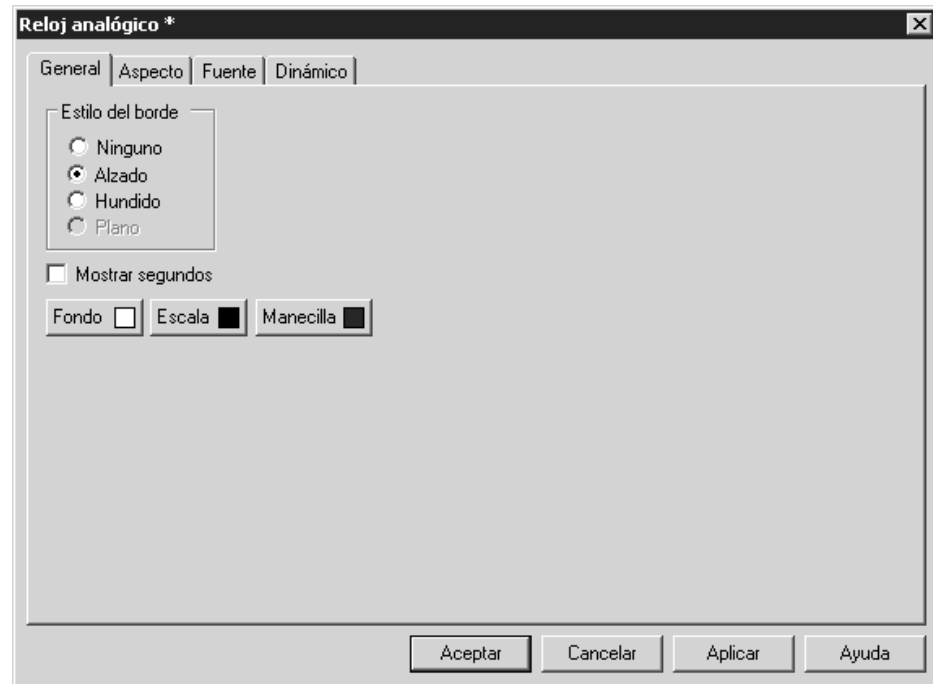 Reloj analógico *
General Aspecto Fuente Dinámico
Estilo del borde
Ninguno
Alzado
Hundido
Plano
Mostrar segundos
Fondo Escala Manecilla
Aceptar Cancelar Aplicar Ayuda